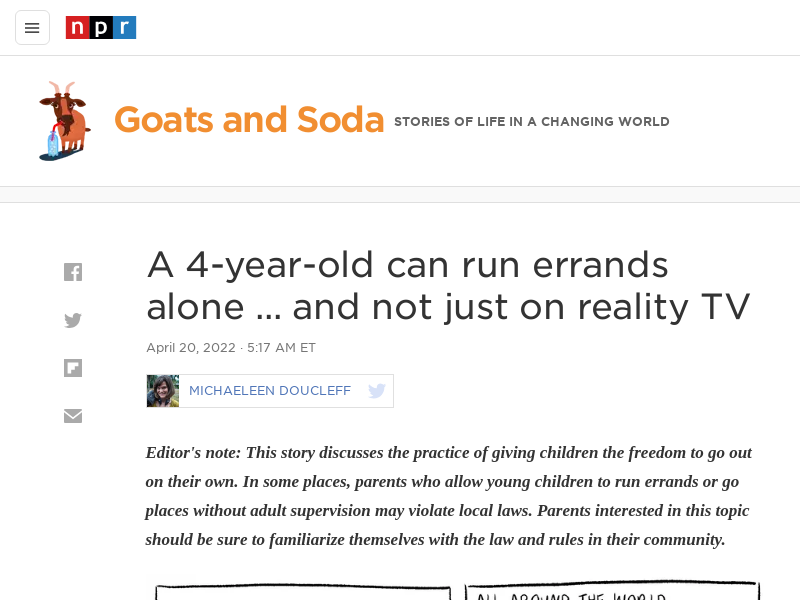 npr
Goats and Soda
STORIES OF LIFE IN A CHANGING WORLD
A 4-year-old can run errands
alone ... and not just on reality TV
April 20, 2022 · 5:17 AM ET
MICHAELEEN DOUCLEFF
Editor's note: This story discusses the practice of giving children the freedom to go out
on their own. In some places, parents who allow young children to run errands or go
places without adult supervision may violate local laws. Parents interested in this topic
should be sure to familiarize themselves with the law and rules in their community.
ALL AROUND THE WORLD